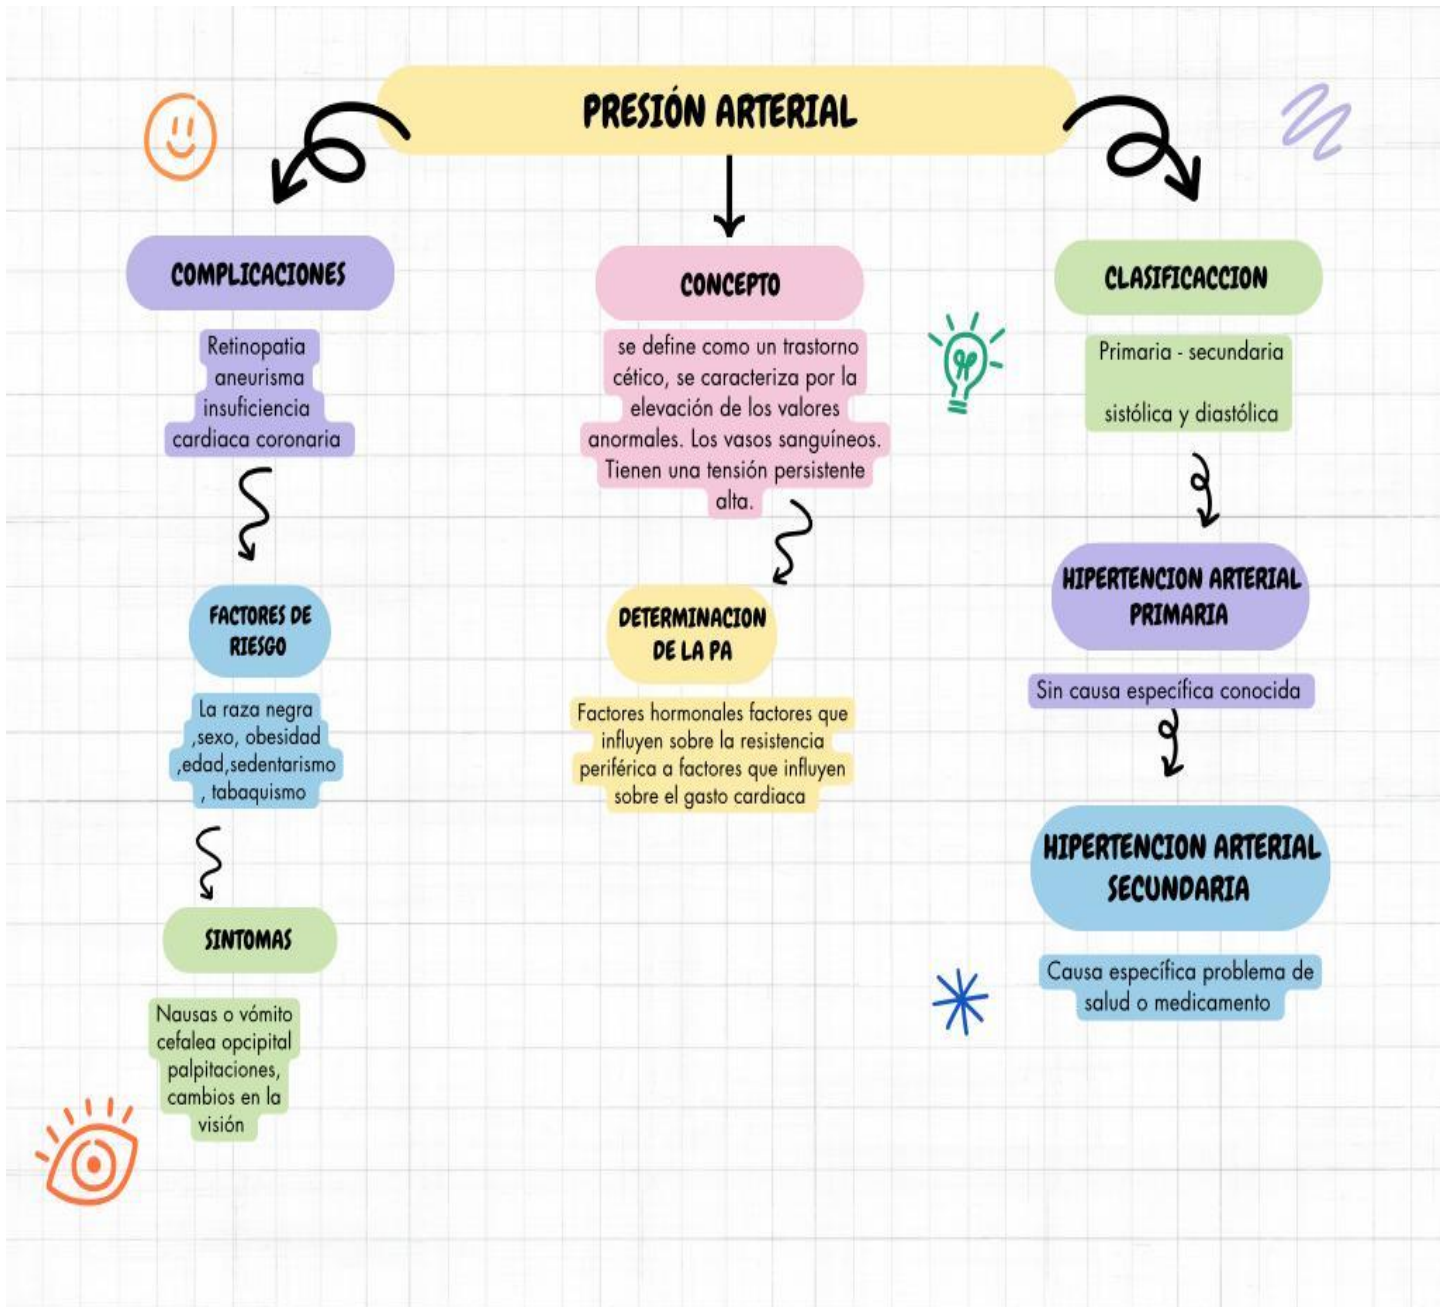 PRESIÓN ARTERIAL
COMPLICACIONES
Retinopatia
aneurisma
insuficiencia
cardiaca coronaria
FACTORES DE
RIESGO
La raza negra
,sexo, obesidad
,edad,sedentarismo
, tabaquismo
SINTOMAS
Nausas o vómito
cefalea opcipital
palpitaciones,
cambios en la
visión
CONCEPTO
se define como un trastorno
cético, se caracteriza por la
elevación de los valores
anormales. Los vasos sanguíneos.
Tienen una tensión persistente
alta.
DETERMINACION
DE LA PA
Factores hormonales factores que
influyen sobre la resistencia
periférica a factores que influyen
sobre el gasto cardiaca
CLASIFICACCION
Primaria - secundaria
sistólica y diastólica
HIPERTENCION ARTERIAL
PRIMARIA
Sin causa específica conocida
HIPERTENCION ARTERIAL
SECUNDARIA
Causa específica problema de
salud o medicamento